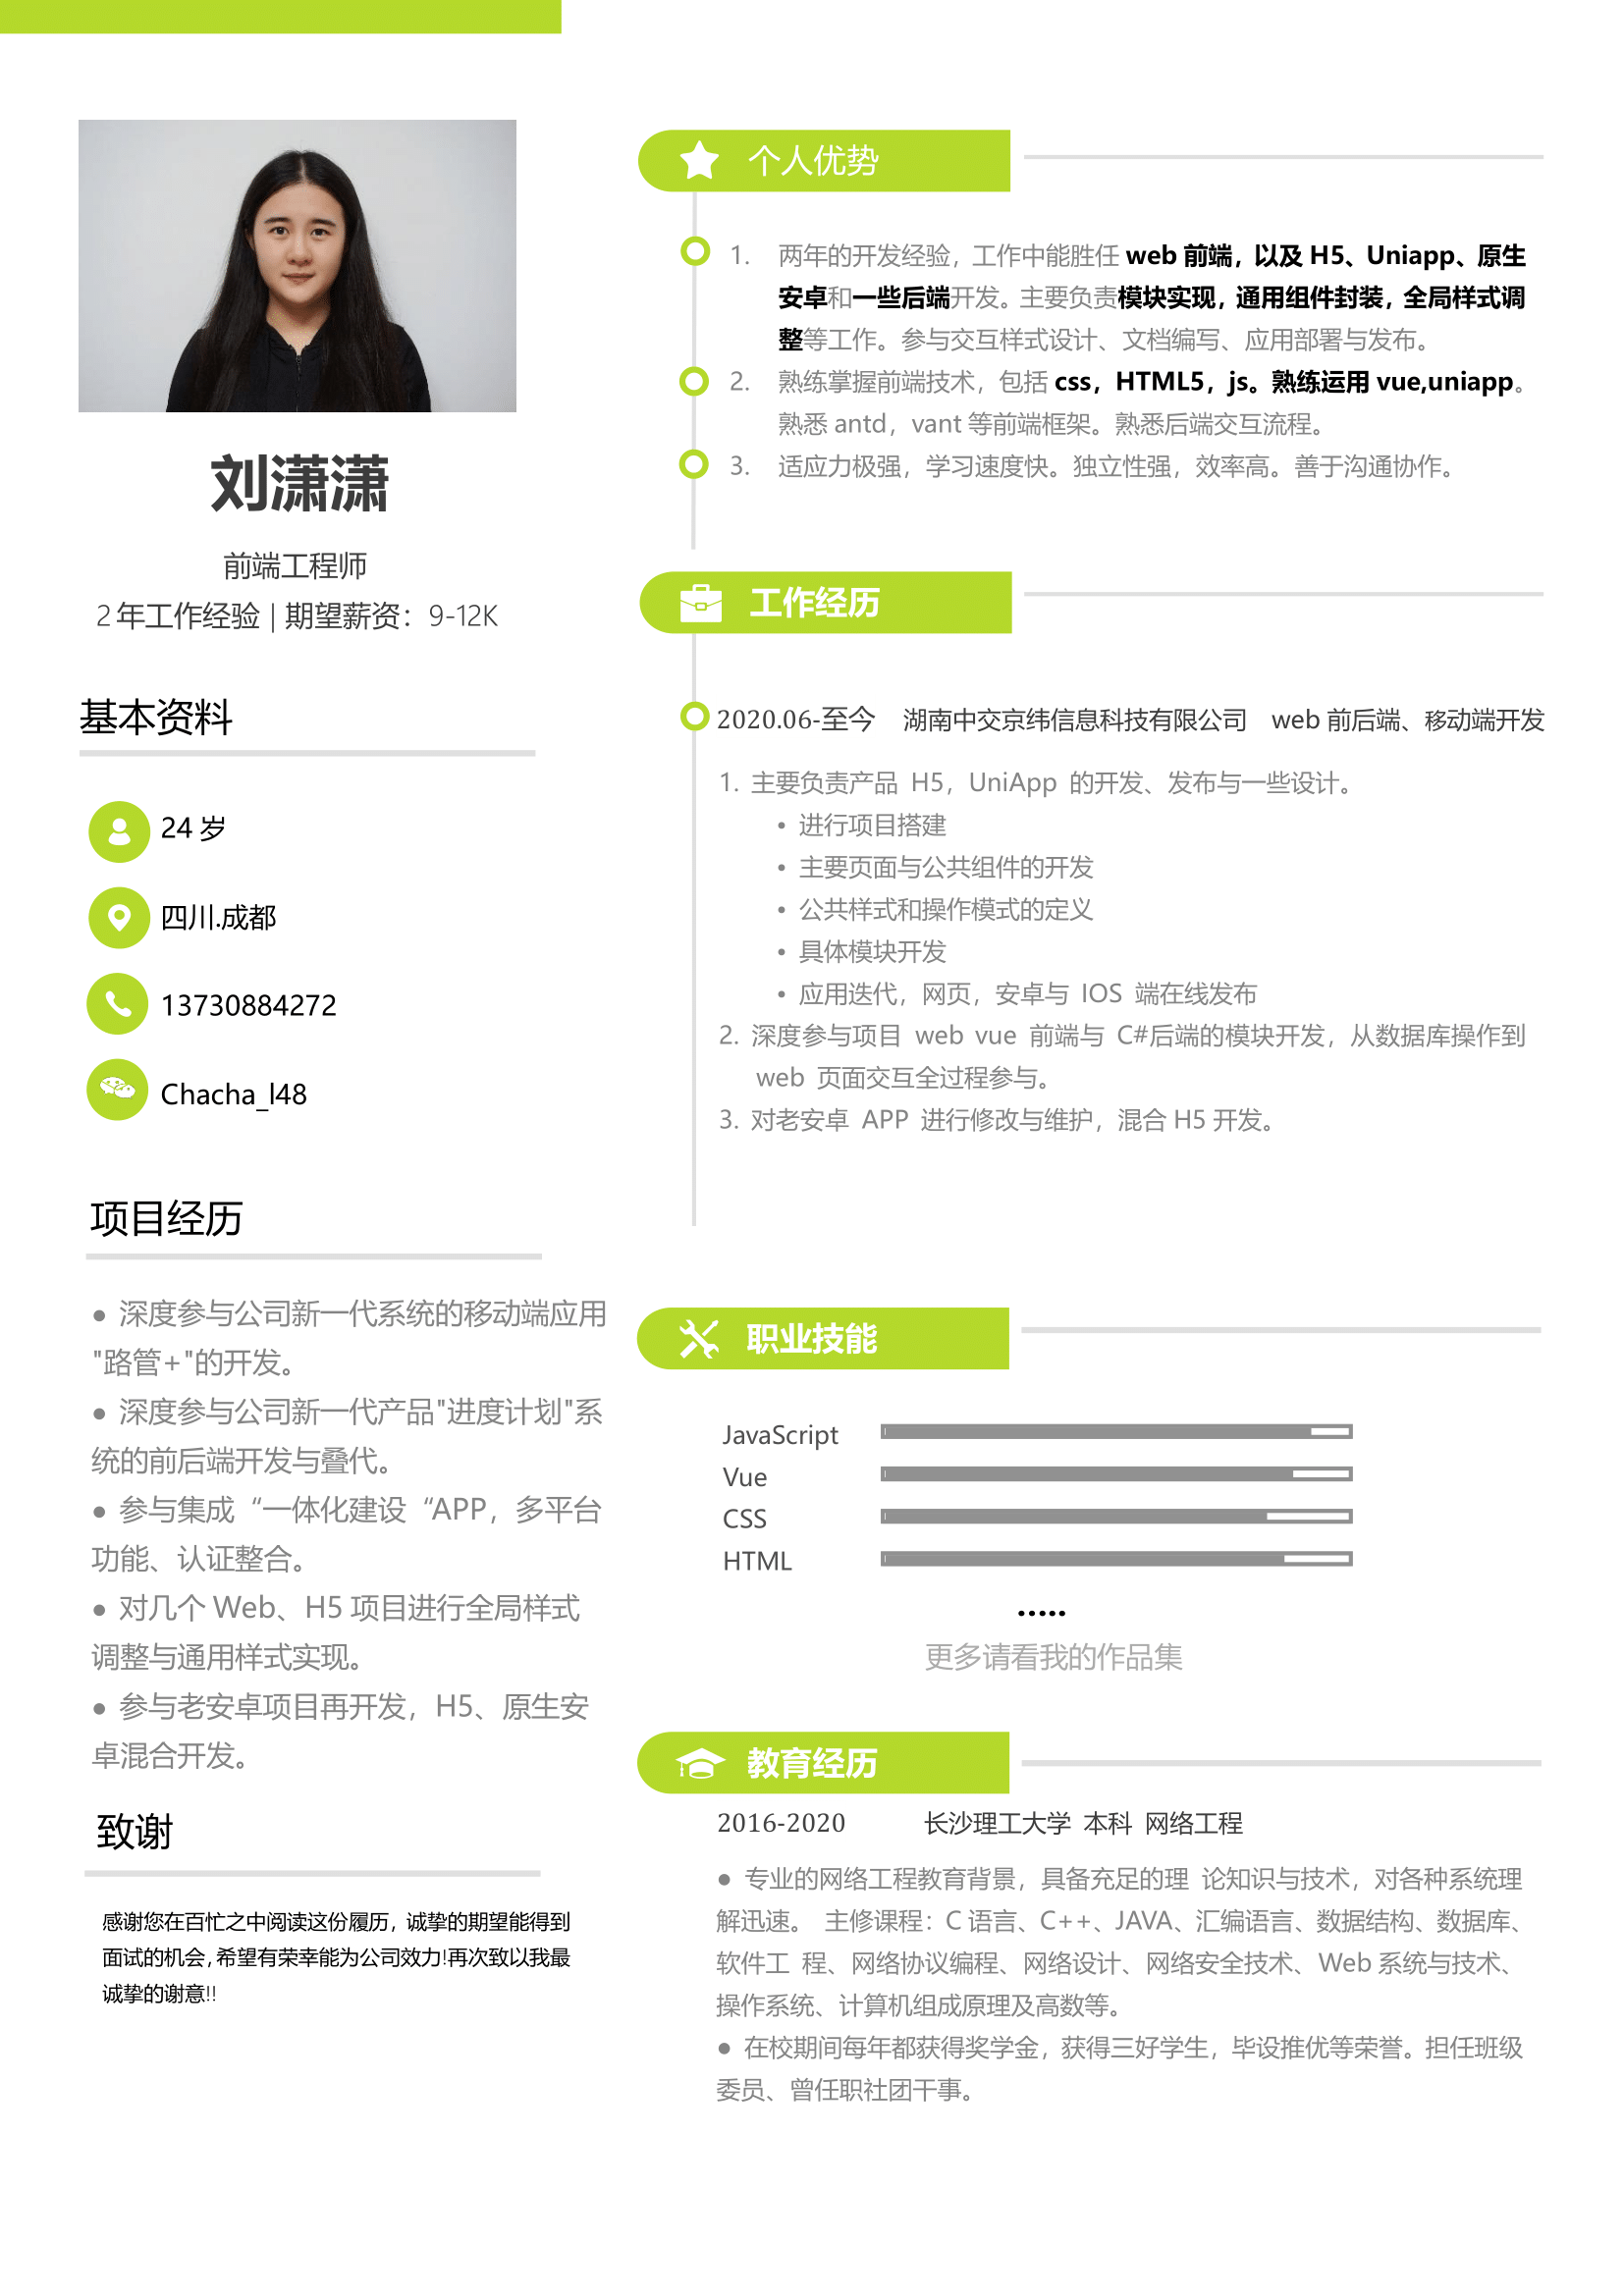 刘潇潇
前端工程师
2年工作经验 | 期望薪资：9-12K
基本资料
24 岁
四川.成都
13730884272
Chacha_l48
项目经历
● 深度参与公司新一代系统的移动端应用
"路管+"的开发。
● 深度参与公司新一代产品"进度计划"系
统的前后端开发与叠代。
● 参与集成“一体化建设“APP，多平台
功能、认证整合。
● 对几个 Web、H5 项目进行全局样式
调整与通用样式实现。
● 参与老安卓项目再开发，H5、原生安
卓混合开发。
致谢
感谢您在百忙之中阅读这份履历，诚挚的期望能得到
面试的机会，希望有荣幸能为公司效力!再次致以我最
诚挚的谢意!!
个人优势
1. 两年的开发经验，工作中能胜任 web 前端，以及 H5、Uniapp、原生
安卓和一些后端开发。主要负责模块实现，通用组件封装，全局样式调
整等工作。参与交互样式设计、文档编写、应用部署与发布。
2. 熟练掌握前端技术，包括 css，HTML5，js。熟练运用 vue,uniapp。
熟悉 antd，vant 等前端框架。熟悉后端交互流程。
3. 适应力极强，学习速度快。独立性强，效率高。善于沟通协作。
工作经历
2020.06-至今 湖南中交京纬信息科技有限公司 web 前后端、移动端开发
1. 主要负责产品 H5，UniApp 的开发、发布与一些设计。
• 进行项目搭建
• 主要页面与公共组件的开发
• 公共样式和操作模式的定义
• 具体模块开发
• 应用迭代，网页，安卓与 IOS 端在线发布
2. 深度参与项目 web vue 前端与 C#后端的模块开发，从数据库操作到
web 页面交互全过程参与。
3. 对老安卓 APP 进行修改与维护，混合 H5 开发。
职业技能
JavaScript
Vue
CSS
HTML
•••••
更多请看我的作品集
教育经历
2016-2020 长沙理工大学 本科 网络工程
● 专业的网络工程教育背景，具备充足的理 论知识与技术，对各种系统理
解迅速。 主修课程：C 语言、C++、JAVA、汇编语言、数据结构、数据库、
软件工 程、网络协议编程、网络设计、网络安全技术、Web 系统与技术、
操作系统、计算机组成原理及高数等。
● 在校期间每年都获得奖学金，获得三好学生，毕设推优等荣誉。担任班级
委员、曾任职社团干事。